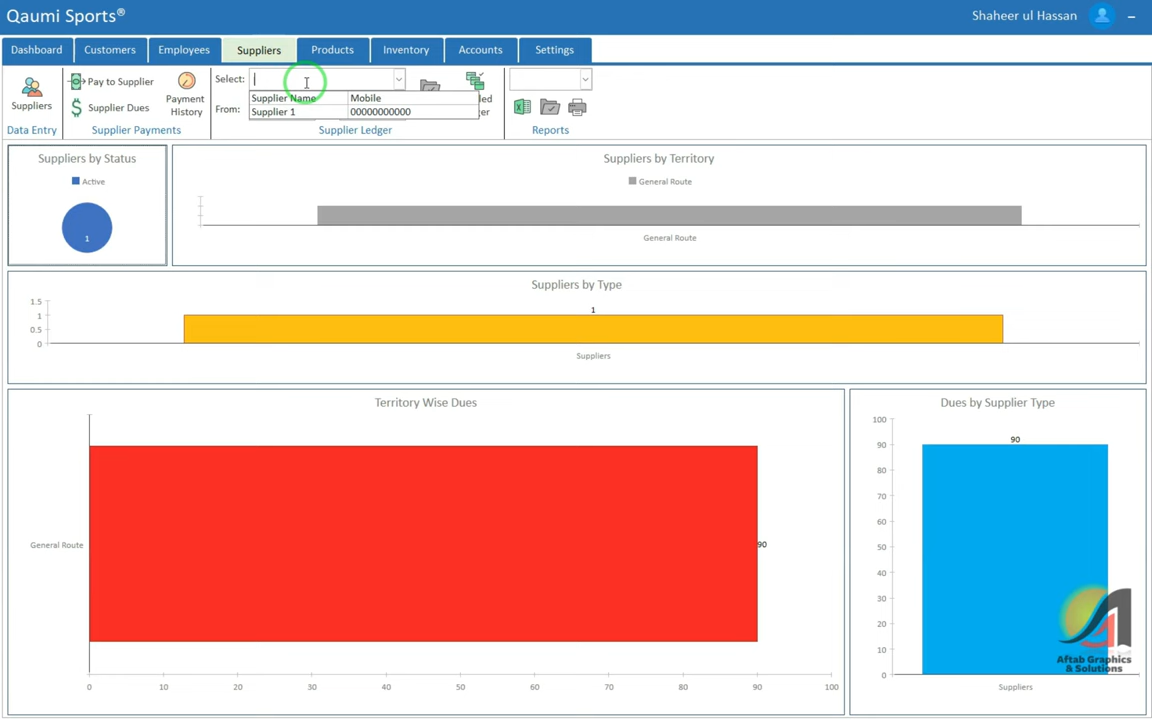 Qaumi Sports®
Shaheer ul Hassan
Dashboard Customers Employees Suppliers Products Inventory Accounts Settings
Suppliers
Data Entry
Pay to Supplier
Supplier Dues
Payment
History
Supplier Payments
Select:
From:
Supplier Name Mobile
Supplier 1 00000000000
Supplier Ledger
Reports
Suppliers by Status
Active
1
Suppliers by Territory
General Route
General Route
Suppliers by Type
1.5
1
0.5
0
1
Suppliers
Territory Wise Dues
General Route
90
0 10 20 30 40 50 60 70 80 90 100
Dues by Supplier Type
100
90
80
70
60
50
40
30
20
10
0
90
Suppliers
Aftab Graphics
& Solutions